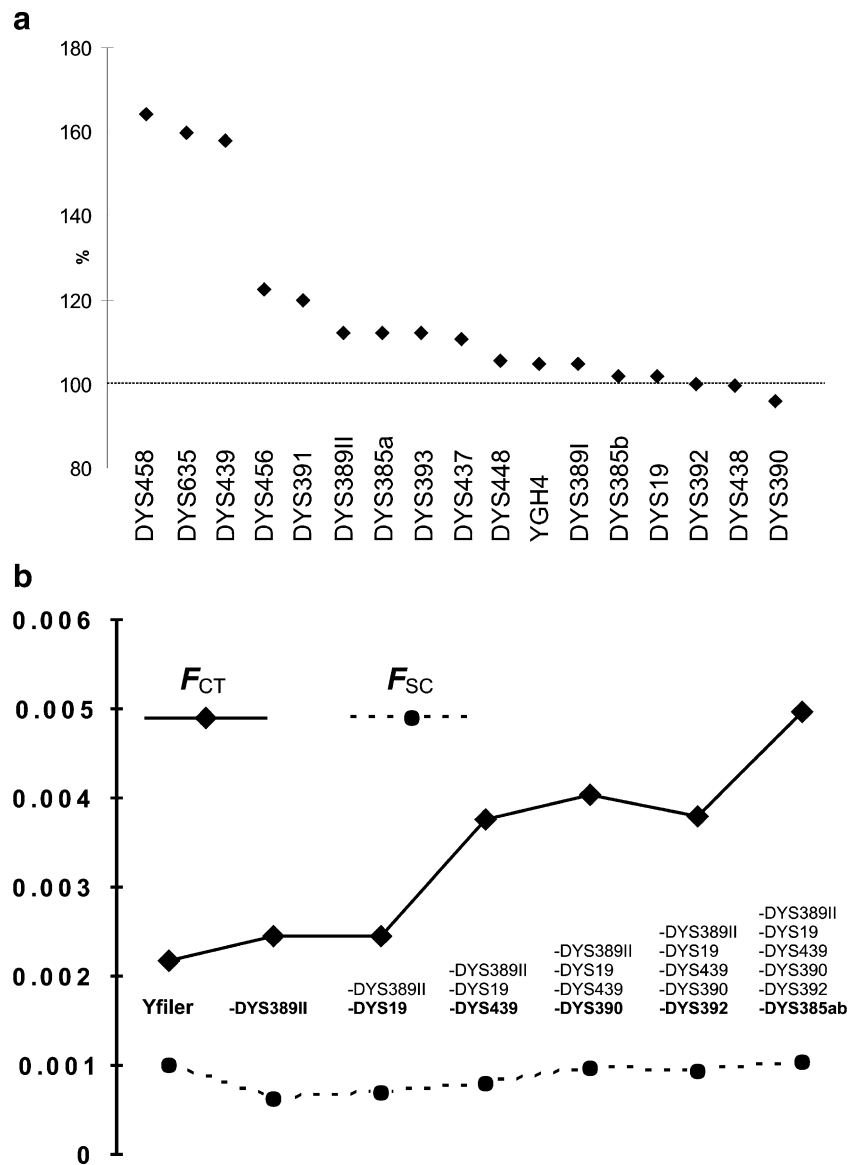 a
180
160
140
%
120
100
80
DYS458 DYS635 DYS439 DYS456 DYS391 DYS389II DYS385a DYS393 DYS437 DYS448 YGH4 DYS389I DYS385b DYS19 DYS392 DYS438 DYS390
b
0.006
FCT FSC
0.005
0.004
0.003
0.002
0.001
0
Yfiler
-DYS389II
-DYS389II
-DYS19
-DYS389II
-DYS19
-DYS439
-DYS389II
-DYS19
-DYS439
-DYS390
-DYS389II
-DYS19
-DYS439
-DYS390
-DYS392
-DYS389II
-DYS19
-DYS439
-DYS390
-DYS392
-DYS385ab